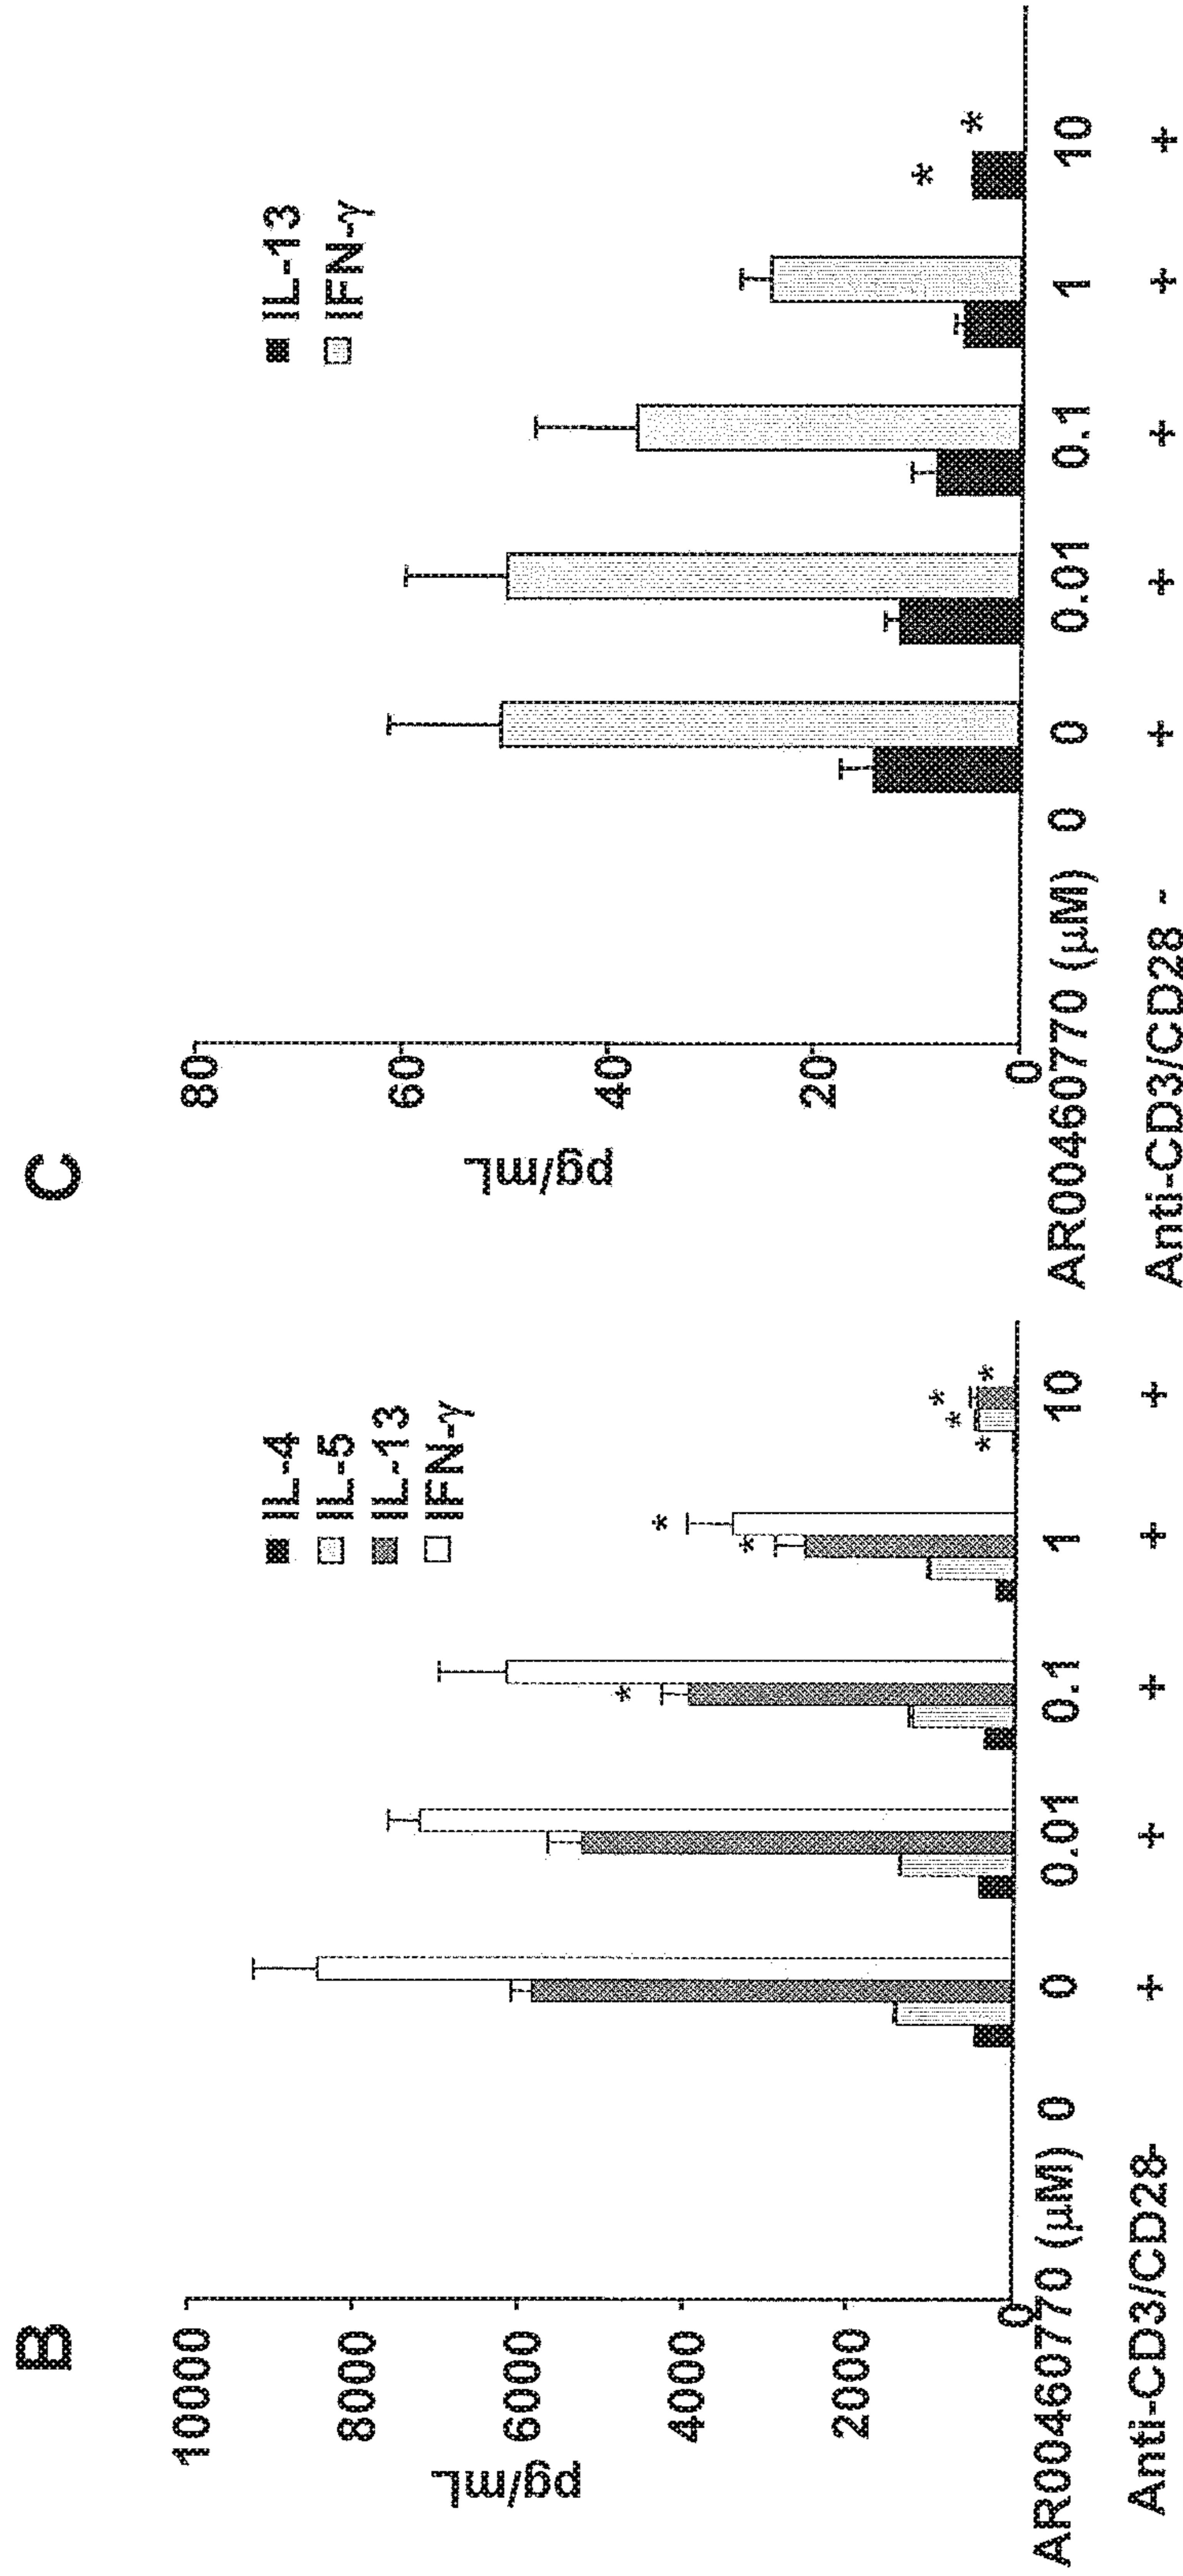 B
10000
8000
6000
4000
2000
0
pg/mL
IL-4
IL-5
IL-13
IFN-γ
* * * * * * *
AR00460770 (μM) 0 0 0.01 0.1 1 10
Anti-CD3/CD28- + + + + +
C
80
60
40
20
0
pg/mL
IL-13
IFN-γ
* *
AR00460770 (μM) 0 0 0.01 0.1 1 10
Anti-CD3/CD28 - + + + + +